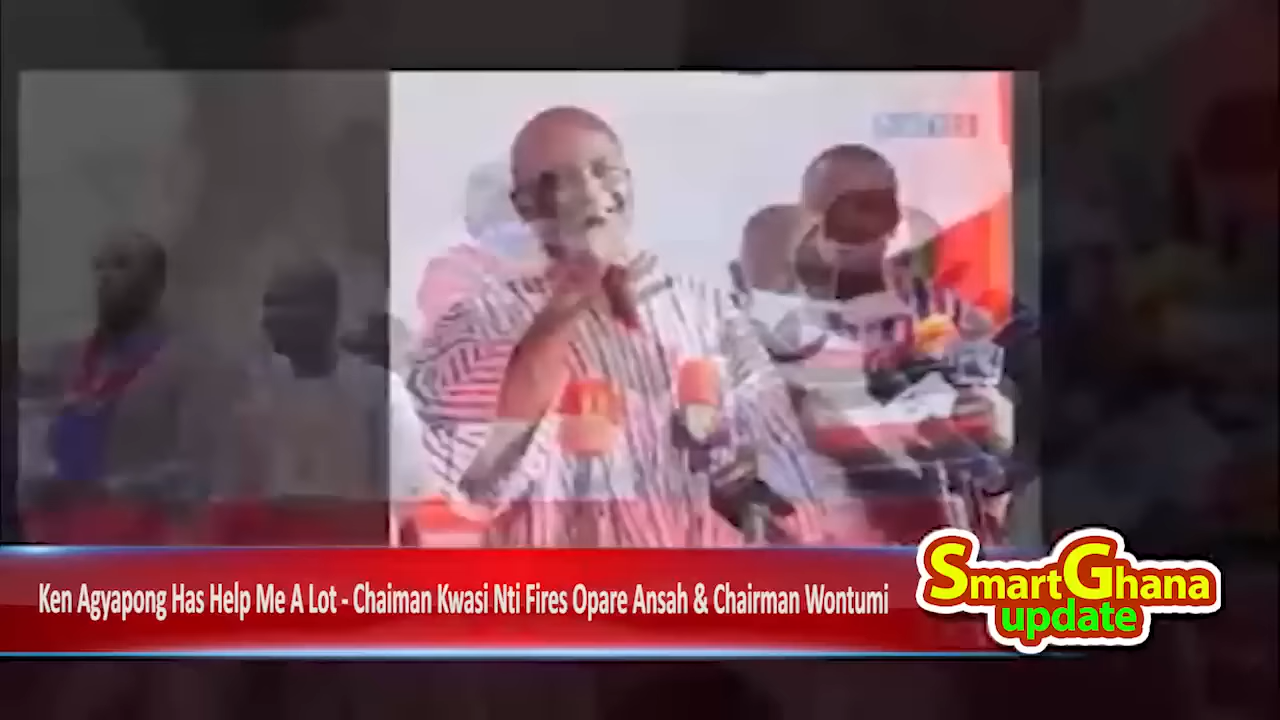 Ken Agyapong Has Help Me A Lot - Chaiman Kwasi Nti Fires Opare Ansah & Chairman Wontumi
SmartGhana
update